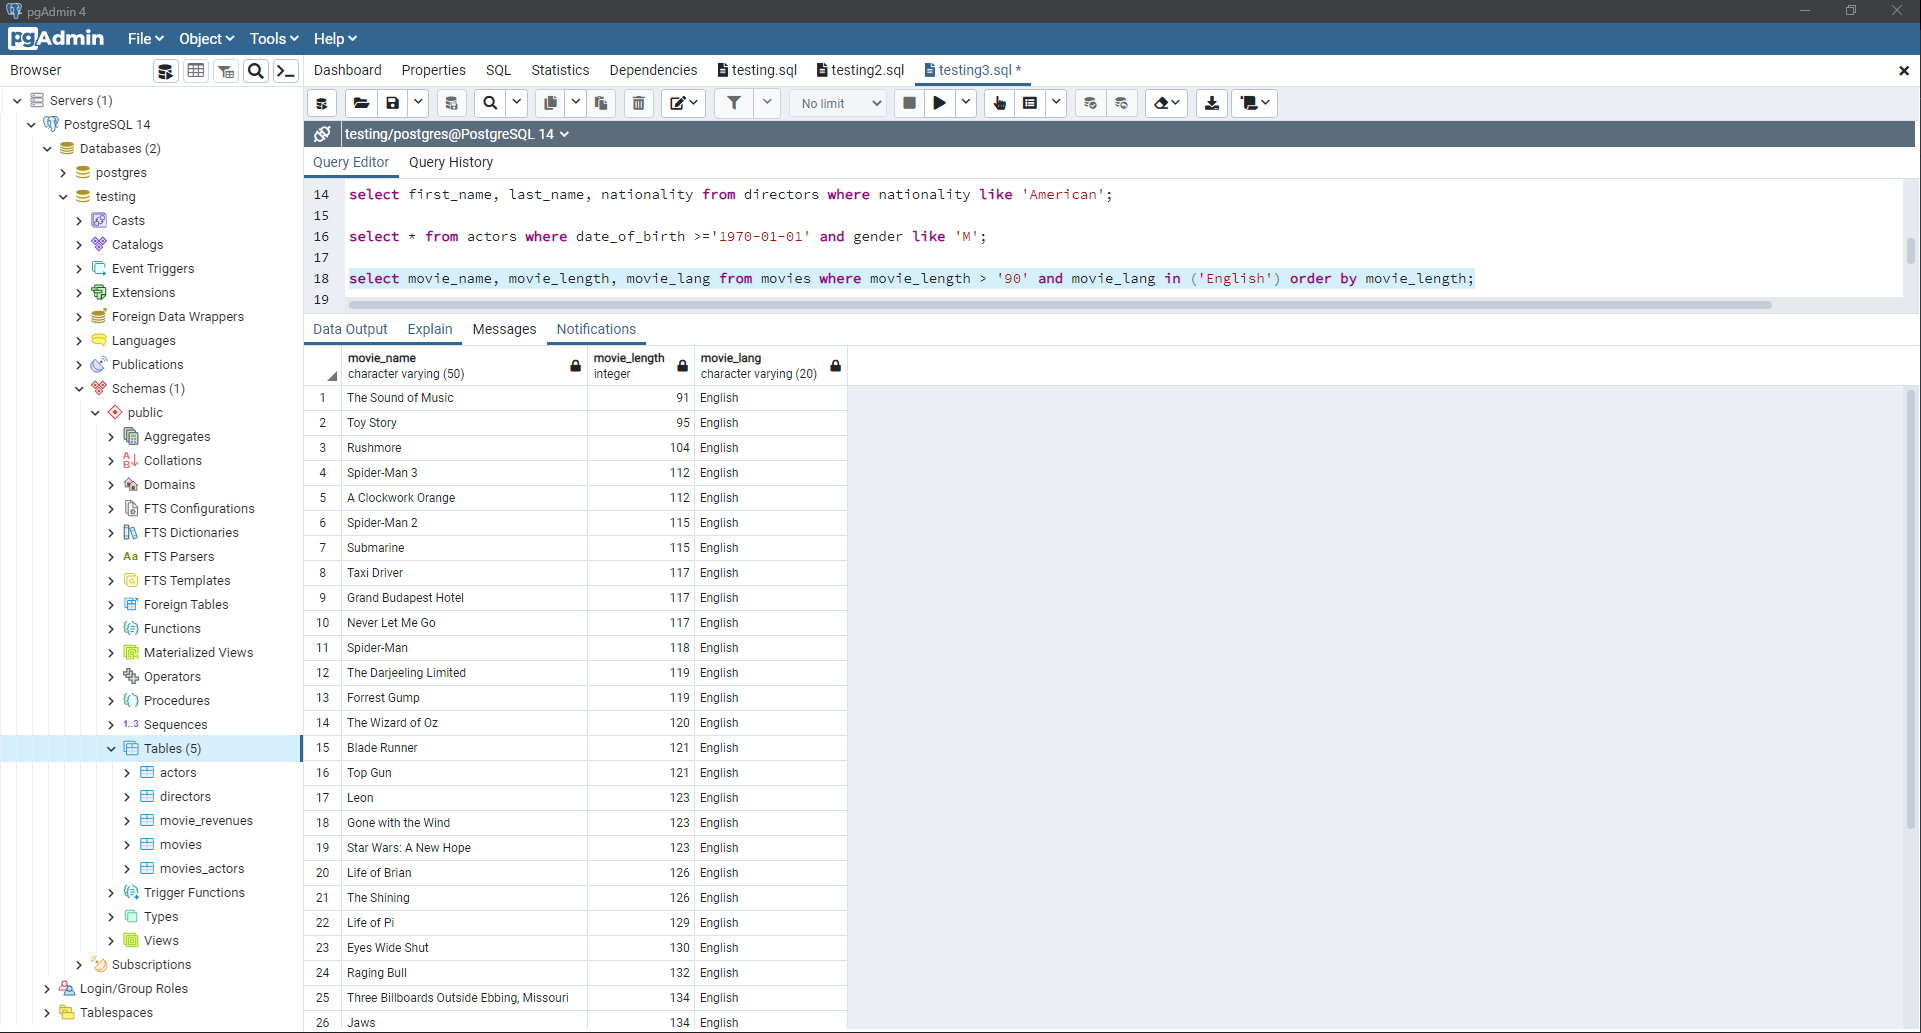 pgAdmin 4
pgAdmin File Object Tools Help
Browser
Dashboard Properties SQL Statistics Dependencies testing.sql testing2.sql testing3.sql *
Servers (1)
PostgreSQL 14
Databases (2)
postgres
testing
Casts
Catalogs
Event Triggers
Extensions
Foreign Data Wrappers
Languages
Publications
Schemas (1)
public
Aggregates
Collations
Domains
FTS Configurations
FTS Dictionaries
Aa FTS Parsers
FTS Templates
Foreign Tables
Functions
Materialized Views
Operators
Procedures
1..3 Sequences
Tables (5)
actors
directors
movie_revenues
movies
movies_actors
Trigger Functions
Types
Views
Subscriptions
Login/Group Roles
Tablespaces
No limit
testing/postgres@PostgreSQL 14
Query Editor Query History
14 select first_name, last_name, nationality from directors where nationality like 'American';
15
16 select * from actors where date_of_birth >='1970-01-01' and gender like 'M';
17
18 select movie_name, movie_length, movie_lang from movies where movie_length > '90' and movie_lang in ('English') order by movie_length;
19
Data Output Explain Messages Notifications
movie_name movie_length movie_lang
character varying (50) integer character varying (20)
1 The Sound of Music 91 English
2 Toy Story 95 English
3 Rushmore 104 English
4 Spider-Man 3 112 English
5 A Clockwork Orange 112 English
6 Spider-Man 2 115 English
7 Submarine 115 English
8 Taxi Driver 117 English
9 Grand Budapest Hotel 117 English
10 Never Let Me Go 117 English
11 Spider-Man 118 English
12 The Darjeeling Limited 119 English
13 Forrest Gump 119 English
14 The Wizard of Oz 120 English
15 Blade Runner 121 English
16 Top Gun 121 English
17 Leon 123 English
18 Gone with the Wind 123 English
19 Star Wars: A New Hope 123 English
20 Life of Brian 126 English
21 The Shining 126 English
22 Life of Pi 129 English
23 Eyes Wide Shut 130 English
24 Raging Bull 132 English
25 Three Billboards Outside Ebbing, Missouri 134 English
26 Jaws 134 English